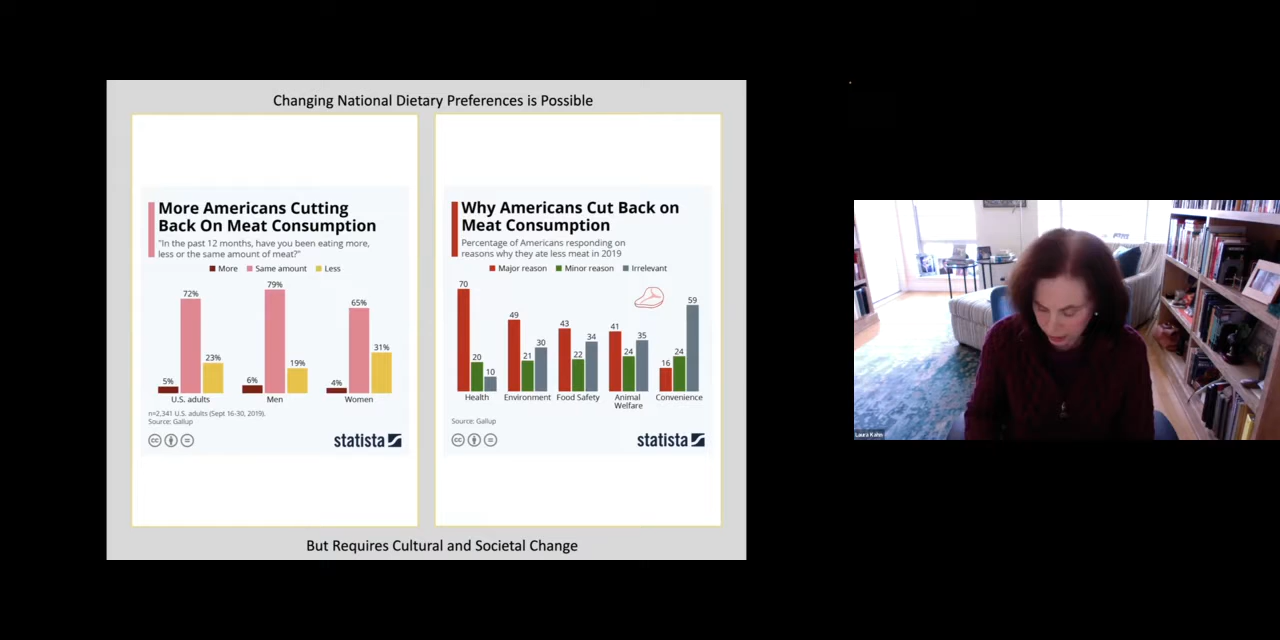 Changing National Dietary Preferences is Possible
More Americans Cutting
Back On Meat Consumption
"In the past 12 months, have you been eating more,
less or the same amount of meat?"
More Same amount Less
72% 79% 65%
5% 23% 6% 19% 4% 31%
U.S. adults Men Women
n=2,341 U.S. adults (Sept 16-30, 2019).
Source: Gallup
statista
Why Americans Cut Back on
Meat Consumption
Percentage of Americans responding on
reasons why they ate less meat in 2019
Major reason Minor reason Irrelevant
70 20 10 49 21 30 43 22 34 41 24 35 16 24 59
Health Environment Food Safety Animal Convenience
Welfare
Source: Gallup
statista
But Requires Cultural and Societal Change
Laura Kahn